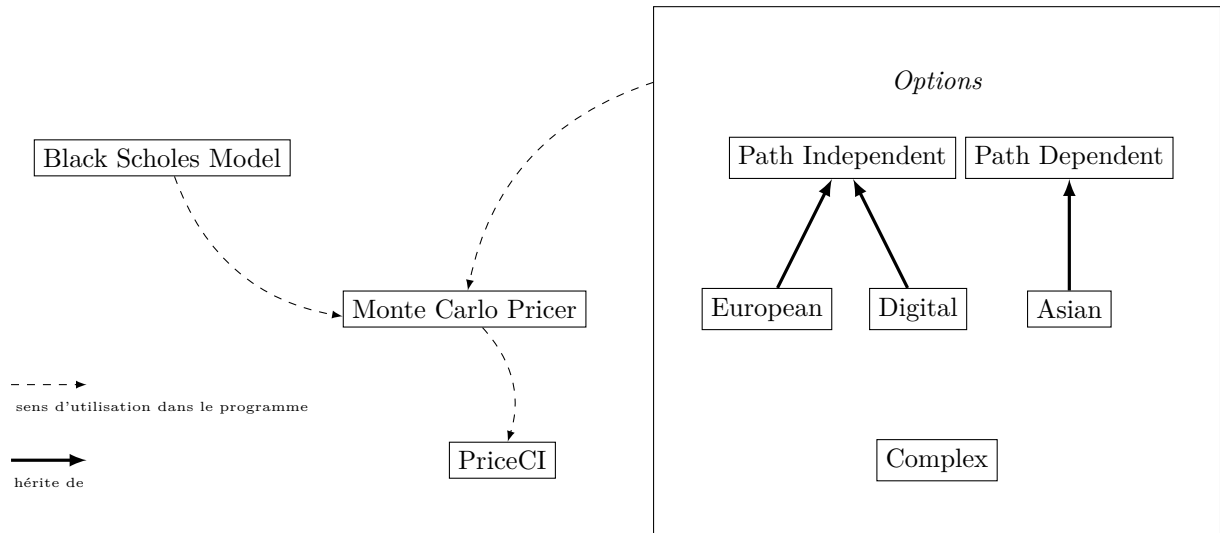 Options
Black Scholes Model
Path Independent
Path Dependent
Monte Carlo Pricer
European
Digital
Asian
sens d'utilisation dans le programme
PriceCI
Complex
hérite de